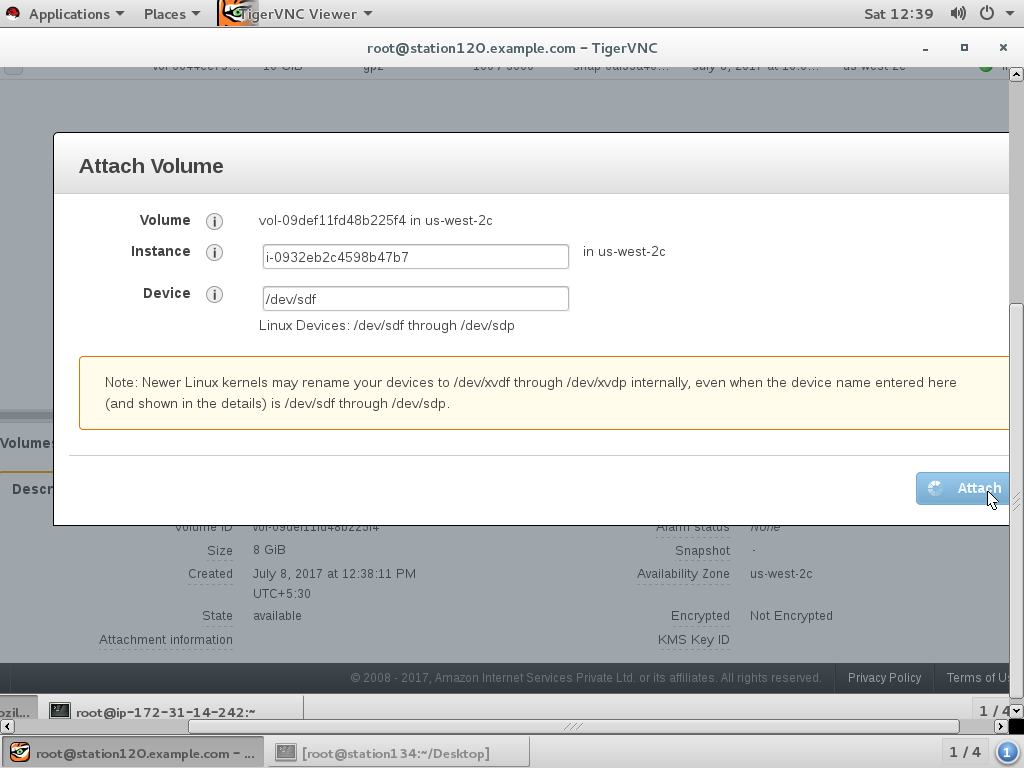 Applications Places TigerVNC Viewer Sat 12:39
root@station120.example.com - TigerVNC
Attach Volume
Volume i vol-09def11fd48b225f4 in us-west-2c
Instance i i-0932eb2c4598b47b7 in us-west-2c
Device i /dev/sdf
Linux Devices: /dev/sdf through /dev/sdp
Note: Newer Linux kernels may rename your devices to /dev/xvdf through /dev/xvdp internally, even when the device name entered here
(and shown in the details) is /dev/sdf through /dev/sdp.
Volumes
Attach
Descr
Volume ID vol-09def11fd48b225f4 Alarm status None
Size 8 GiB Snapshot -
Created July 8, 2017 at 12:38:11 PM Availability Zone us-west-2c
UTC+5:30
State available Encrypted Not Encrypted
Attachment information KMS Key ID
© 2008 - 2017, Amazon Internet Services Private Ltd. or its affiliates. All rights reserved. Privacy Policy Terms of Us
ozil... root@ip-172-31-14-242:~ 1 / 4
root@station120.example.com - ... [root@station134:~/Desktop] 1 / 4 1